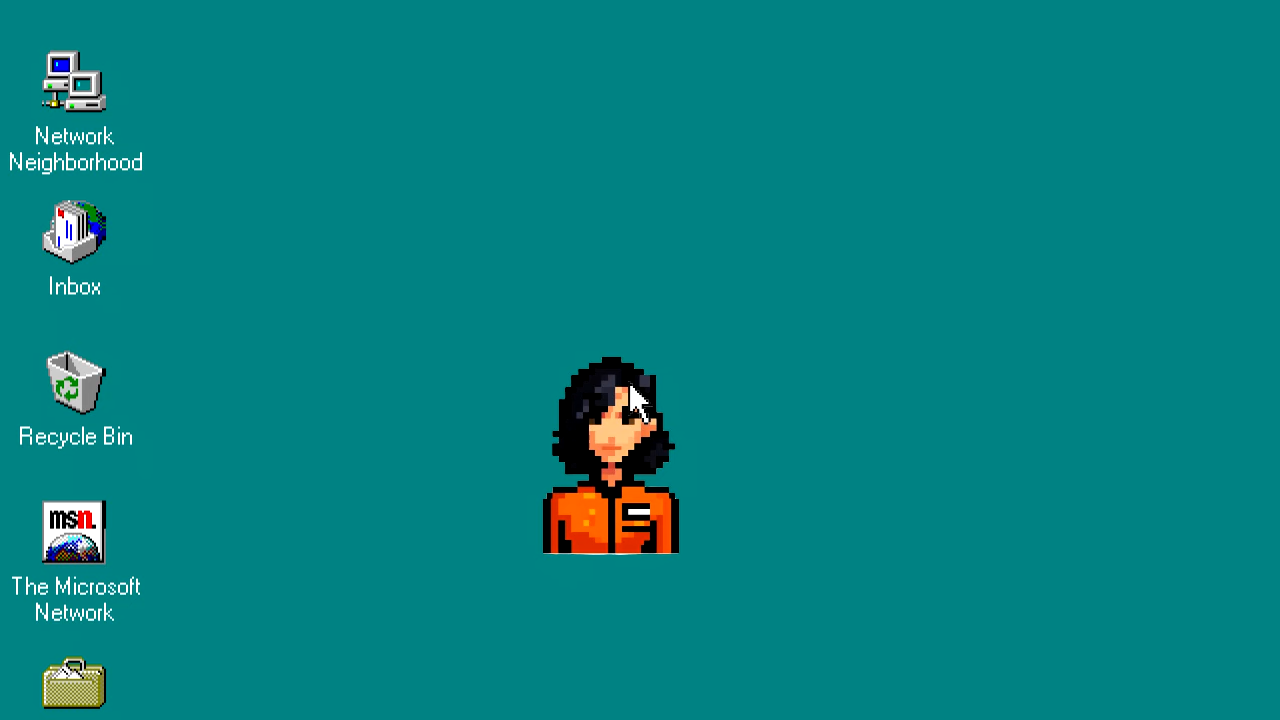 Network
Neighborhood
Inbox
Recycle Bin
msn.
The Microsoft
Network